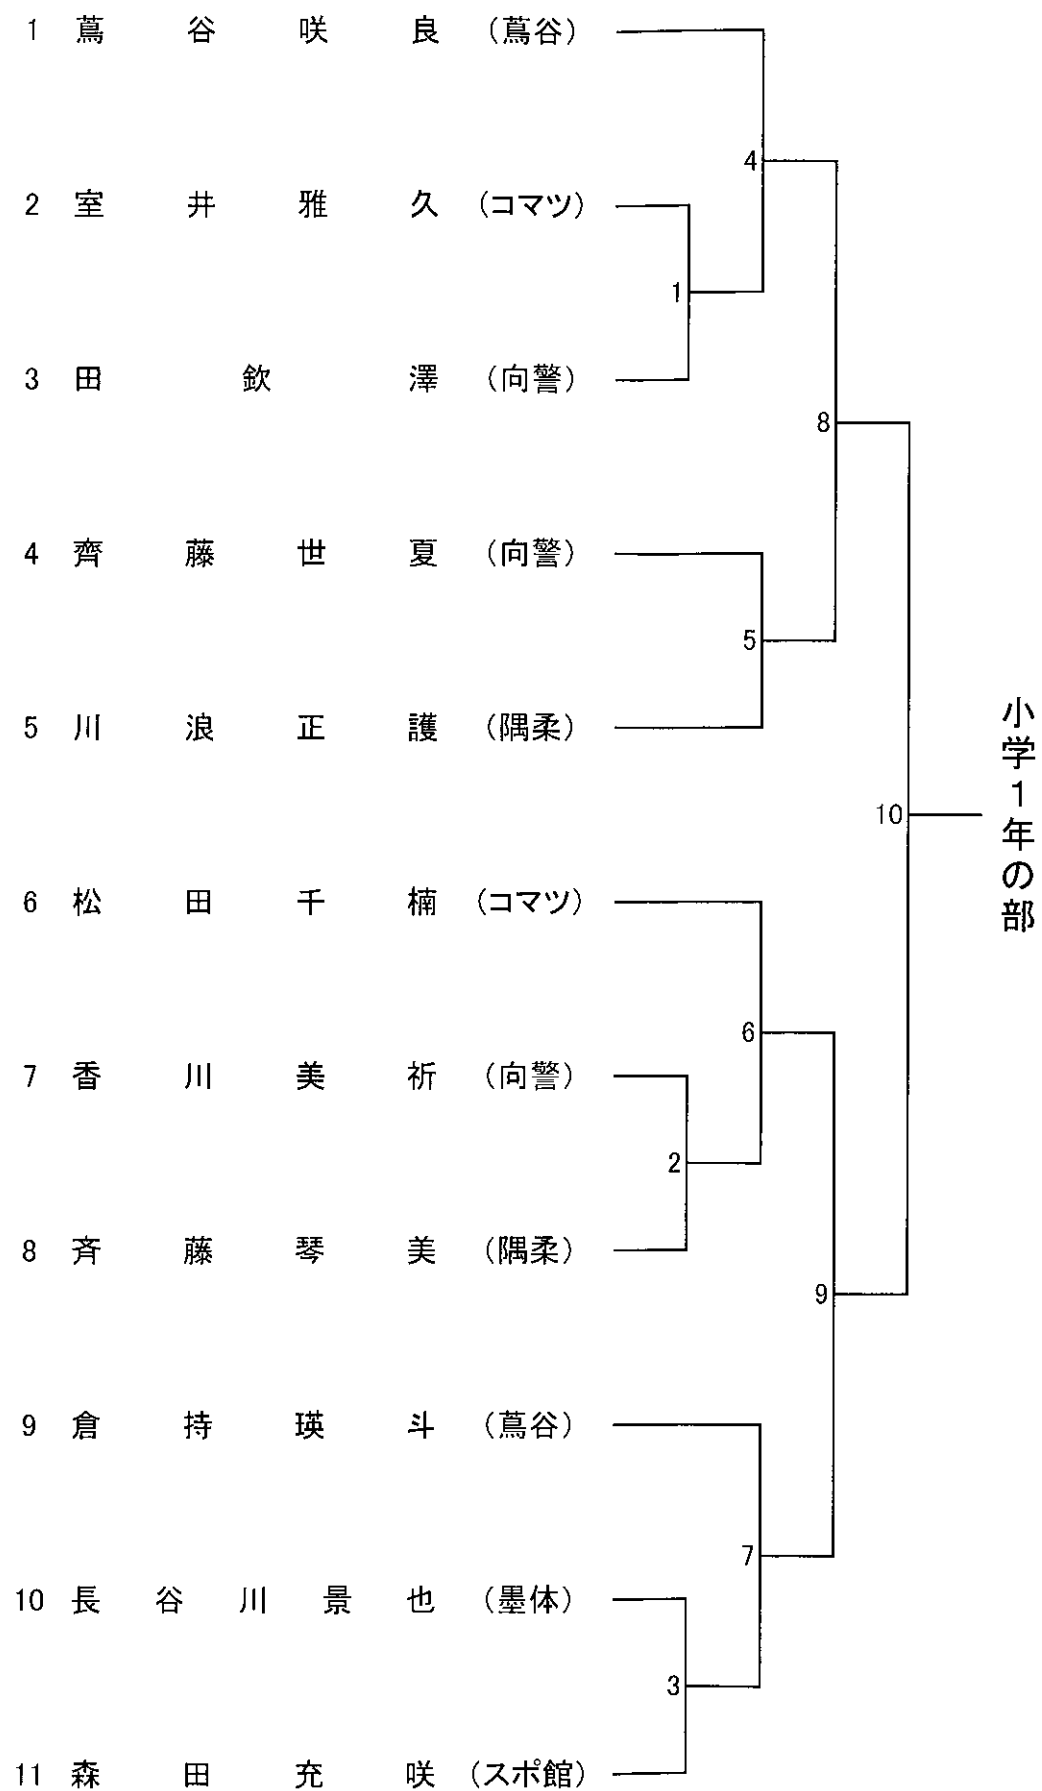 1 蔦谷咲良 (蔦谷)
4
2 室井雅久 (コマツ)
1
3 田欽澤 (向警)
8
4 齊藤世夏 (向警)
5
5 川浪正護 (隅柔)
小学1年の部
10
6 松田千楠 (コマツ)
6
7 香川美祈 (向警)
2
8 斉藤琴美 (隅柔)
9
9 倉持瑛斗 (蔦谷)
7
10 長谷川景也 (墨体)
3
11 森田充咲 (スポ館)